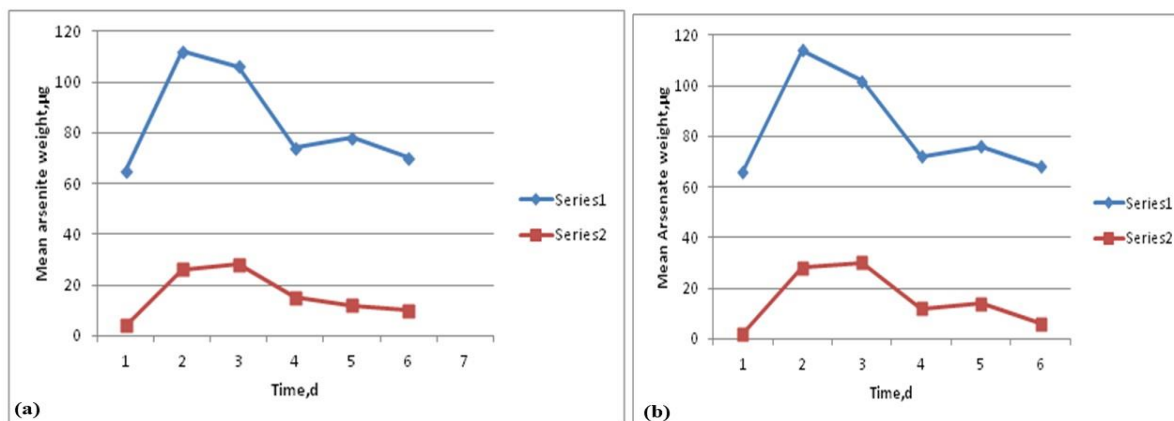 120
100
80
60
40
20
0
Mean arsenite weight,µg
1 2 3 4 5 6 7
Time,d
Series1
Series2
(a)
120
100
80
60
40
20
0
Mean Arsenate weight,µg
1 2 3 4 5 6
Time,d
Series1
Series2
(b)